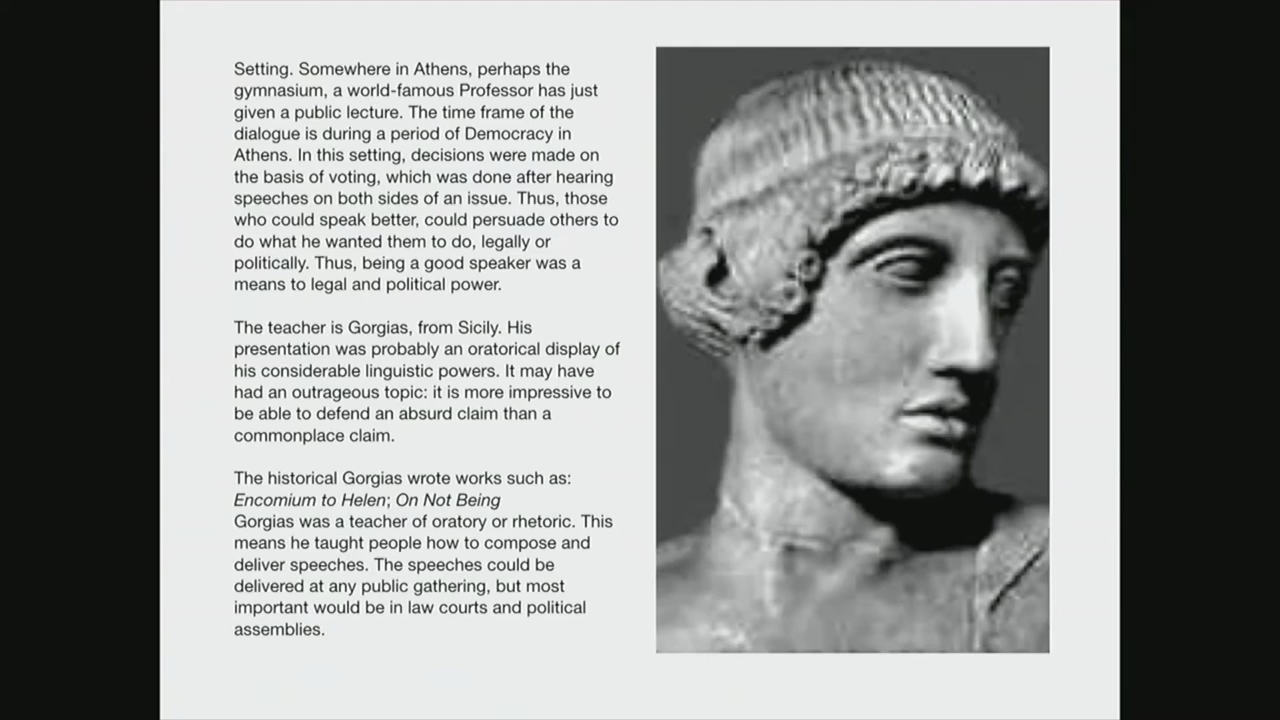 Setting. Somewhere in Athens, perhaps the
gymnasium, a world-famous Professor has just
given a public lecture. The time frame of the
dialogue is during a period of Democracy in
Athens. In this setting, decisions were made on
the basis of voting, which was done after hearing
speeches on both sides of an issue. Thus, those
who could speak better, could persuade others to
do what he wanted them to do, legally or
politically. Thus, being a good speaker was a
means to legal and political power.
The teacher is Gorgias, from Sicily. His
presentation was probably an oratorical display of
his considerable linguistic powers. It may have
had an outrageous topic: it is more impressive to
be able to defend an absurd claim than a
commonplace claim.
The historical Gorgias wrote works such as:
Encomium to Helen; On Not Being
Gorgias was a teacher of oratory or rhetoric. This
means he taught people how to compose and
deliver speeches. The speeches could be
delivered at any public gathering, but most
important would be in law courts and political
assemblies.